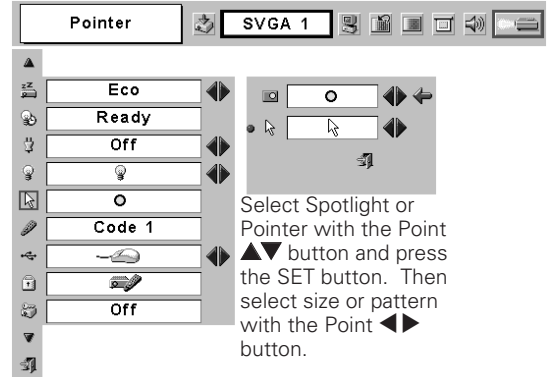 Pointer
SVGA 1
Eco
Ready
Off
Code 1
Off
Select Spotlight or
Pointer with the Point
▲▼ button and press
the SET button. Then
select size or pattern
with the Point ◀▶
button.